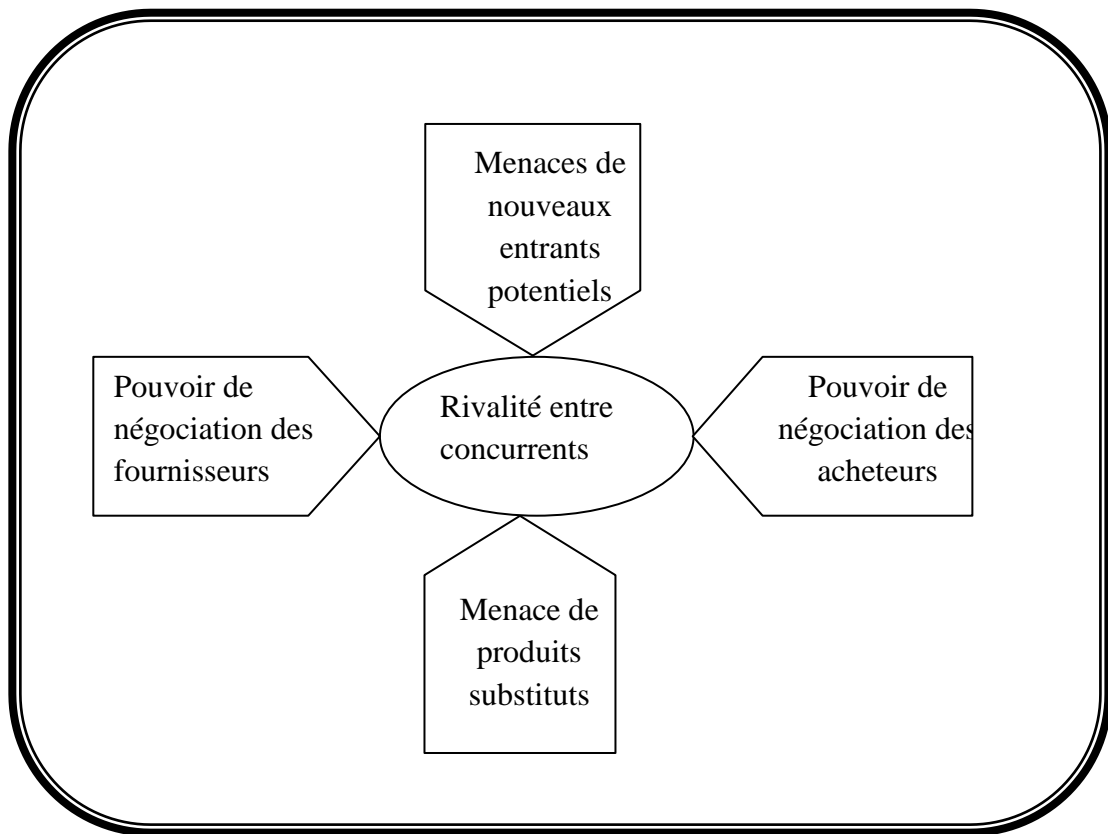 Menaces de
nouveaux
entrants
potentiels
Pouvoir de
négociation des
fournisseurs
Rivalité entre
concurrents
Pouvoir de
négociation des
acheteurs
Menace de
produits
substituts